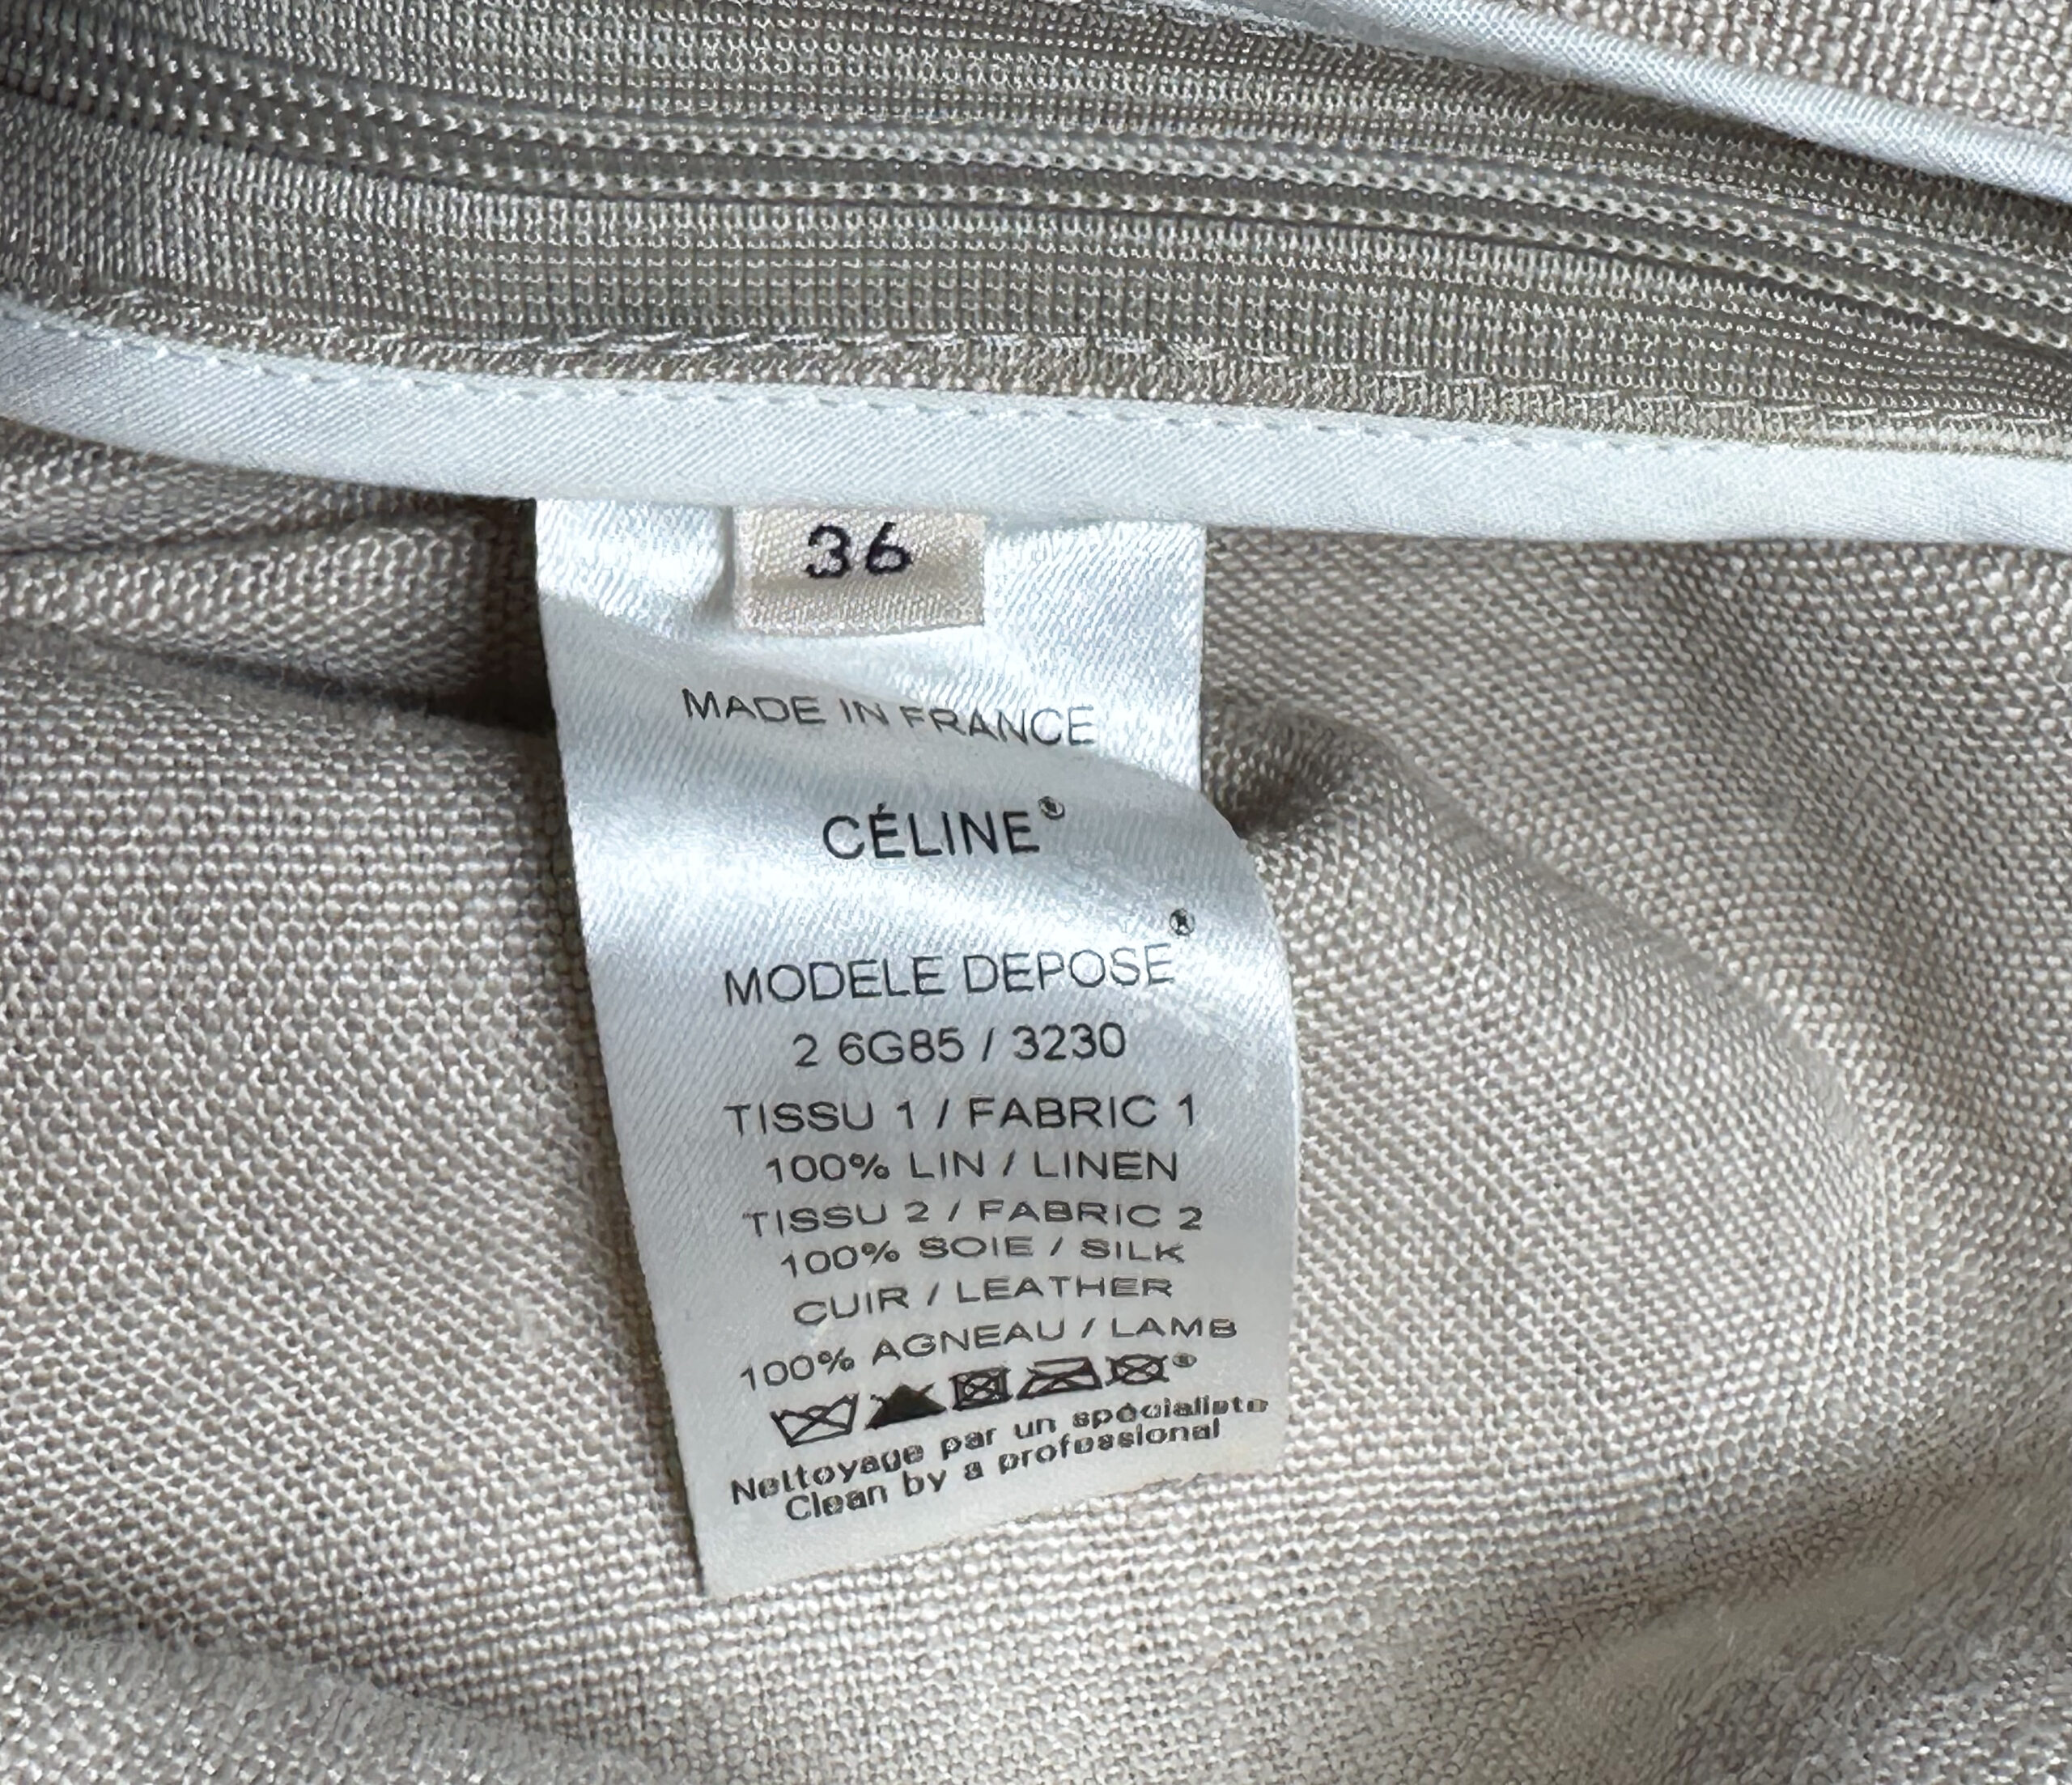 36
MADE IN FRANCE
CÉLINE®
MODELE DEPOSE®
2 6G85 / 3230
TISSU 1 / FABRIC 1
100% LIN / LINEN
TISSU 2 / FABRIC 2
100% SOIE / SILK
CUIR / LEATHER
100% AGNEAU / LAMB
Nettoyage par un spécialiste
Clean by a professional